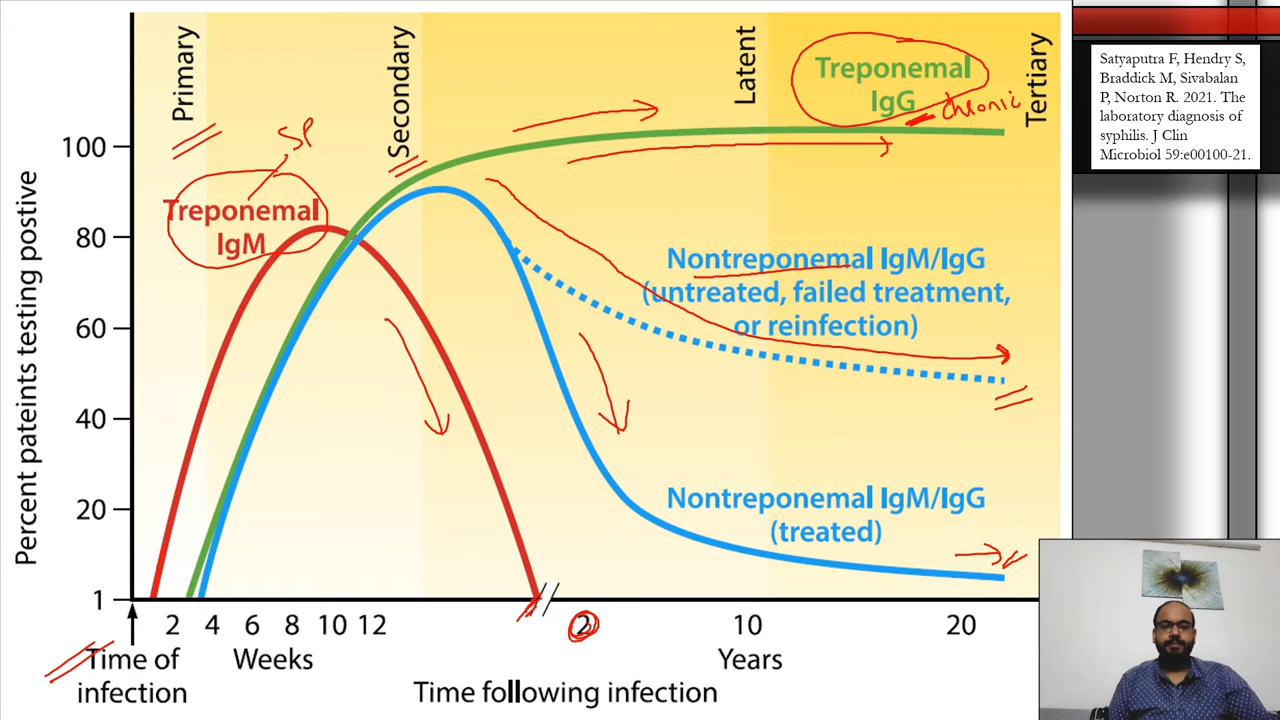 Primary
Secondary
Latent
Tertiary
Treponemal
IgG
chronic
SP
Treponemal
IgM
Nontreponemal IgM/IgG
(untreated, failed treatment,
or reinfection)
Nontreponemal IgM/IgG
(treated)
Percent pateints testing postive
100
80
60
40
20
1
2 4 6 8 10 12
2 10 20
Time of
infection
Weeks
Years
Time following infection
Satyaputra F, Hendry S,
Braddick M, Sivabalan
P, Norton R. 2021. The
laboratory diagnosis of
syphilis. J Clin
Microbiol 59:e00100-21.